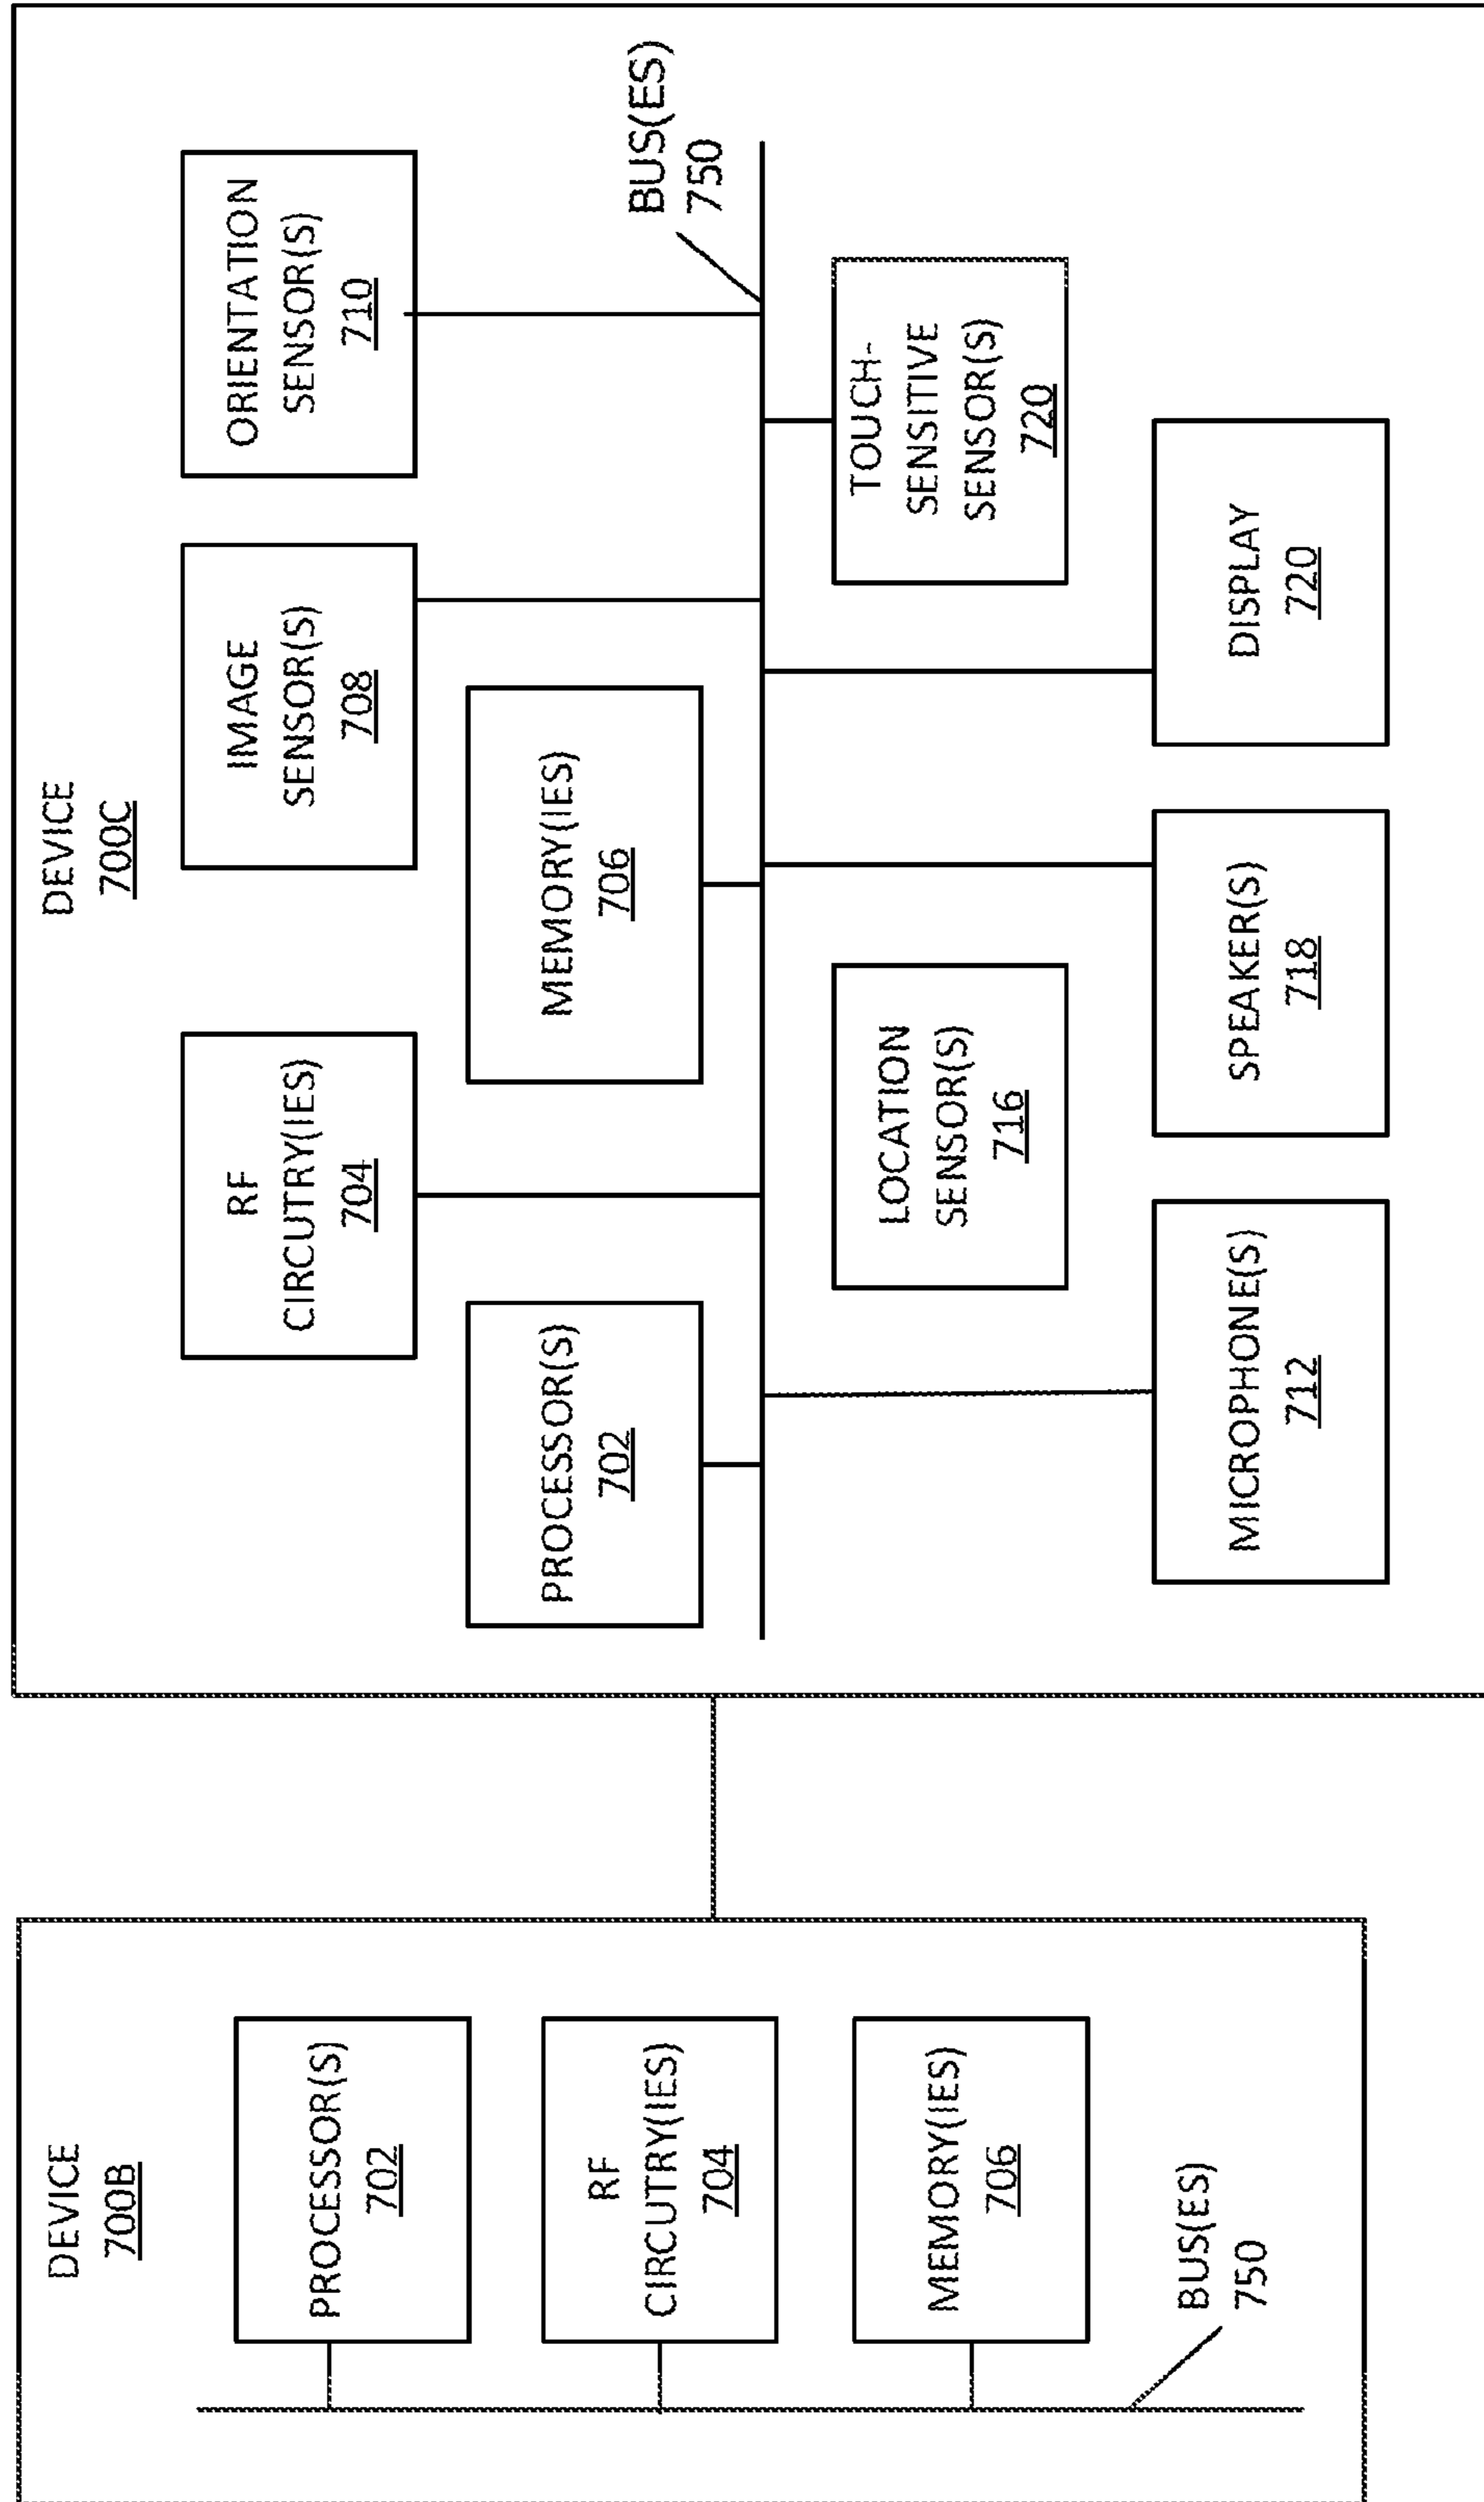 DEVICE
700B
PROCESSOR(S)
702
RF
CIRCUTRY(IES)
704
MEMORY(IES)
706
BUS(ES)
750
DEVICE
700C
RF
CIRCUTRY(IES)
704
IMAGE
SENSOR(S)
708
ORIENTATION
SENSOR(S)
710
PROCESSOR(S)
702
MEMORY(IES)
706
BUS(ES)
750
LOCATION
SENSOR(S)
716
TOUCH-
SENSITIVE
SENSOR(S)
720
MICROPHONE(S)
712
SPEAKER(S)
718
DISPLAY
720